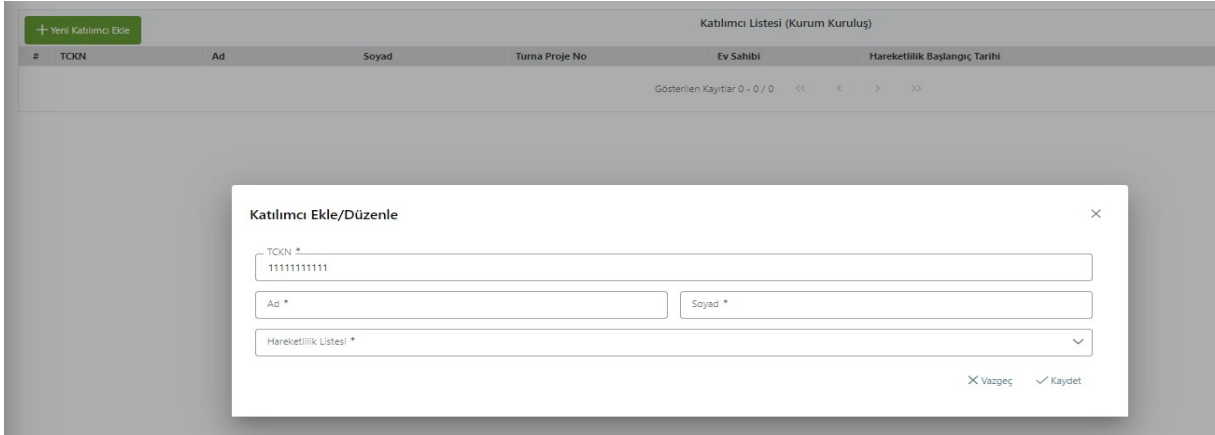 Yeni Katılımcı Ekle
Katılımcı Listesi (Kurum Kuruluş)
# TCKN Ad Soyad Turna Proje No Ev Sahibi Hareketlilik Başlangıç Tarihi
Gösterilen Kayıtlar 0 - 0 / 0 << < > >>
Katılımcı Ekle/Düzenle
TCKN *
11111111111
Ad * Soyad *
Hareketlilik Listesi *
Vazgeç Kaydet